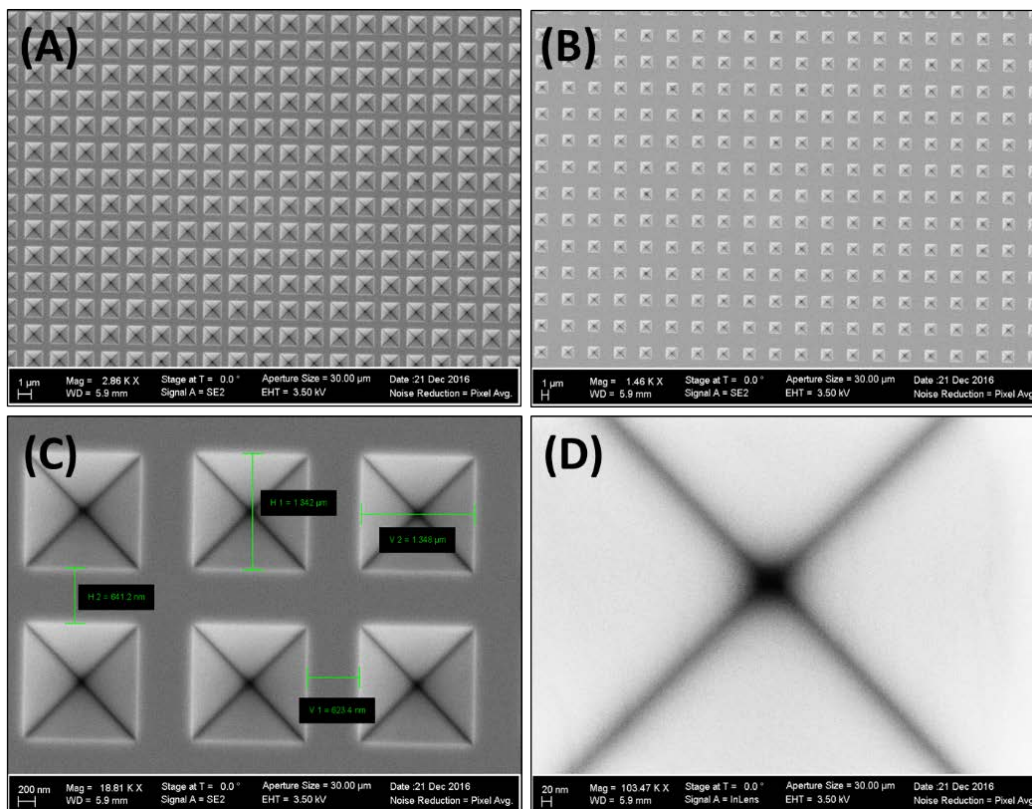 (A)
1 µm Mag = 2.86 K X Stage at T = 0.0 ° Aperture Size = 30.00 µm Date :21 Dec 2016
WD = 5.9 mm Signal A = SE2 EHT = 3.50 kV Noise Reduction = Pixel Avg.
(B)
1 µm Mag = 1.46 K X Stage at T = 0.0 ° Aperture Size = 30.00 µm Date :21 Dec 2016
WD = 5.9 mm Signal A = SE2 EHT = 3.50 kV Noise Reduction = Pixel Avg.
(C)
H 1 = 1.342 µm
V 2 = 1.348 µm
H 2 = 641.2 nm
V 1 = 623.4 nm
200 nm Mag = 18.81 K X Stage at T = 0.0 ° Aperture Size = 30.00 µm Date :21 Dec 2016
WD = 5.9 mm Signal A = SE2 EHT = 3.50 kV Noise Reduction = Pixel Avg.
(D)
20 nm Mag = 103.47 K X Stage at T = 0.0 ° Aperture Size = 30.00 µm Date :21 Dec 2016
WD = 5.9 mm Signal A = InLens EHT = 3.50 kV Noise Reduction = Pixel Avg.